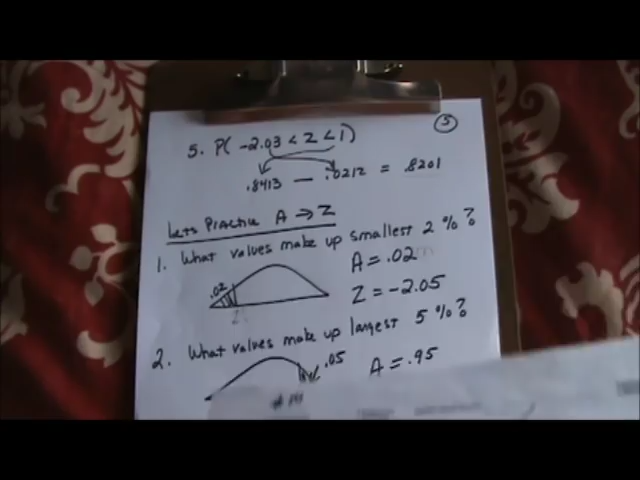 5
5. P( -2.03 < Z < 1)
.8413 — .0212 = .8201
Lets Practice A → Z
1. What values make up smallest 2 %?
.02
A = .02
Z = -2.05
2. What values make up largest 5 %?
.05
A = .95